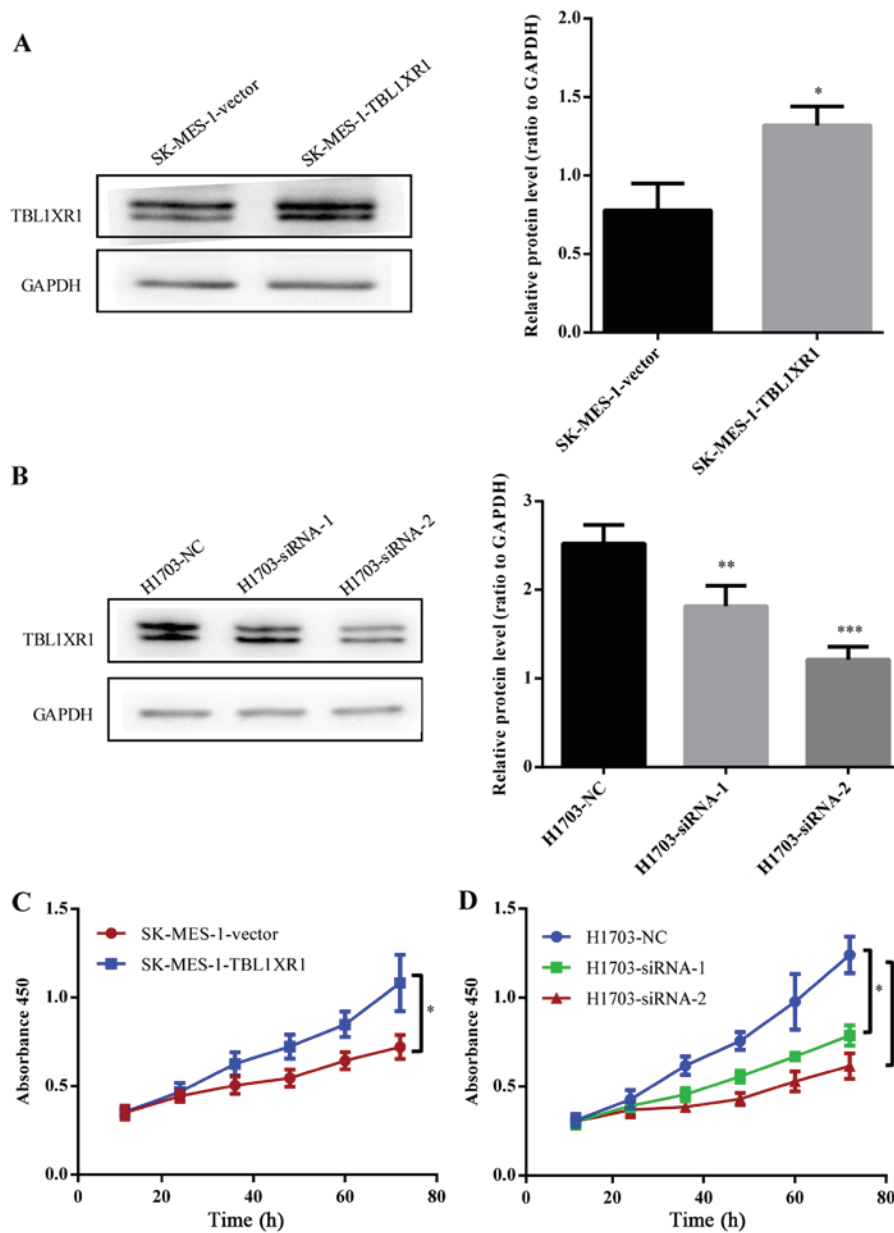 A
SK-MES-1-vector
SK-MES-1-TBL1XR1
TBL1XR1
GAPDH
Relative protein level (ratio to GAPDH)
2.0
1.5
1.0
0.5
0.0
*
SK-MES-1-vector
SK-MES-1-TBL1XR1
B
H1703-NC
H1703-siRNA-1
H1703-siRNA-2
TBL1XR1
GAPDH
Relative protein level (ratio to GAPDH)
3
2
1
0
**
***
H1703-NC
H1703-siRNA-1
H1703-siRNA-2
C
Absorbance 450
1.5
1.0
0.5
0.0
SK-MES-1-vector
SK-MES-1-TBL1XR1
*
0 20 40 60 80
Time (h)
D
Absorbance 450
1.5
1.0
0.5
0.0
H1703-NC
H1703-siRNA-1
H1703-siRNA-2
*
0 20 40 60 80
Time (h)